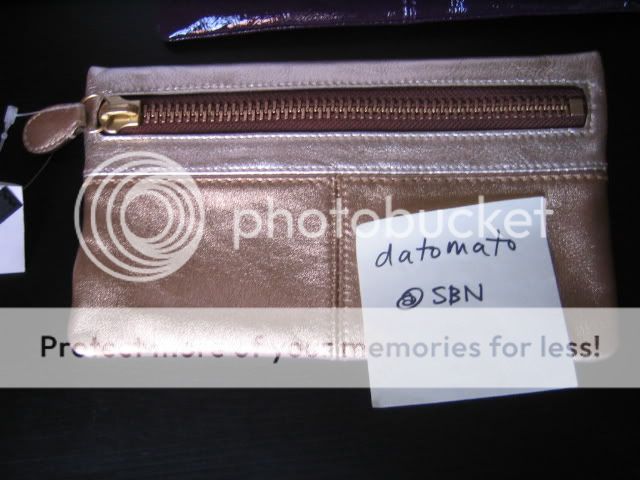 photobucket
datomato
@ SBN
Protect more of your memories for less!